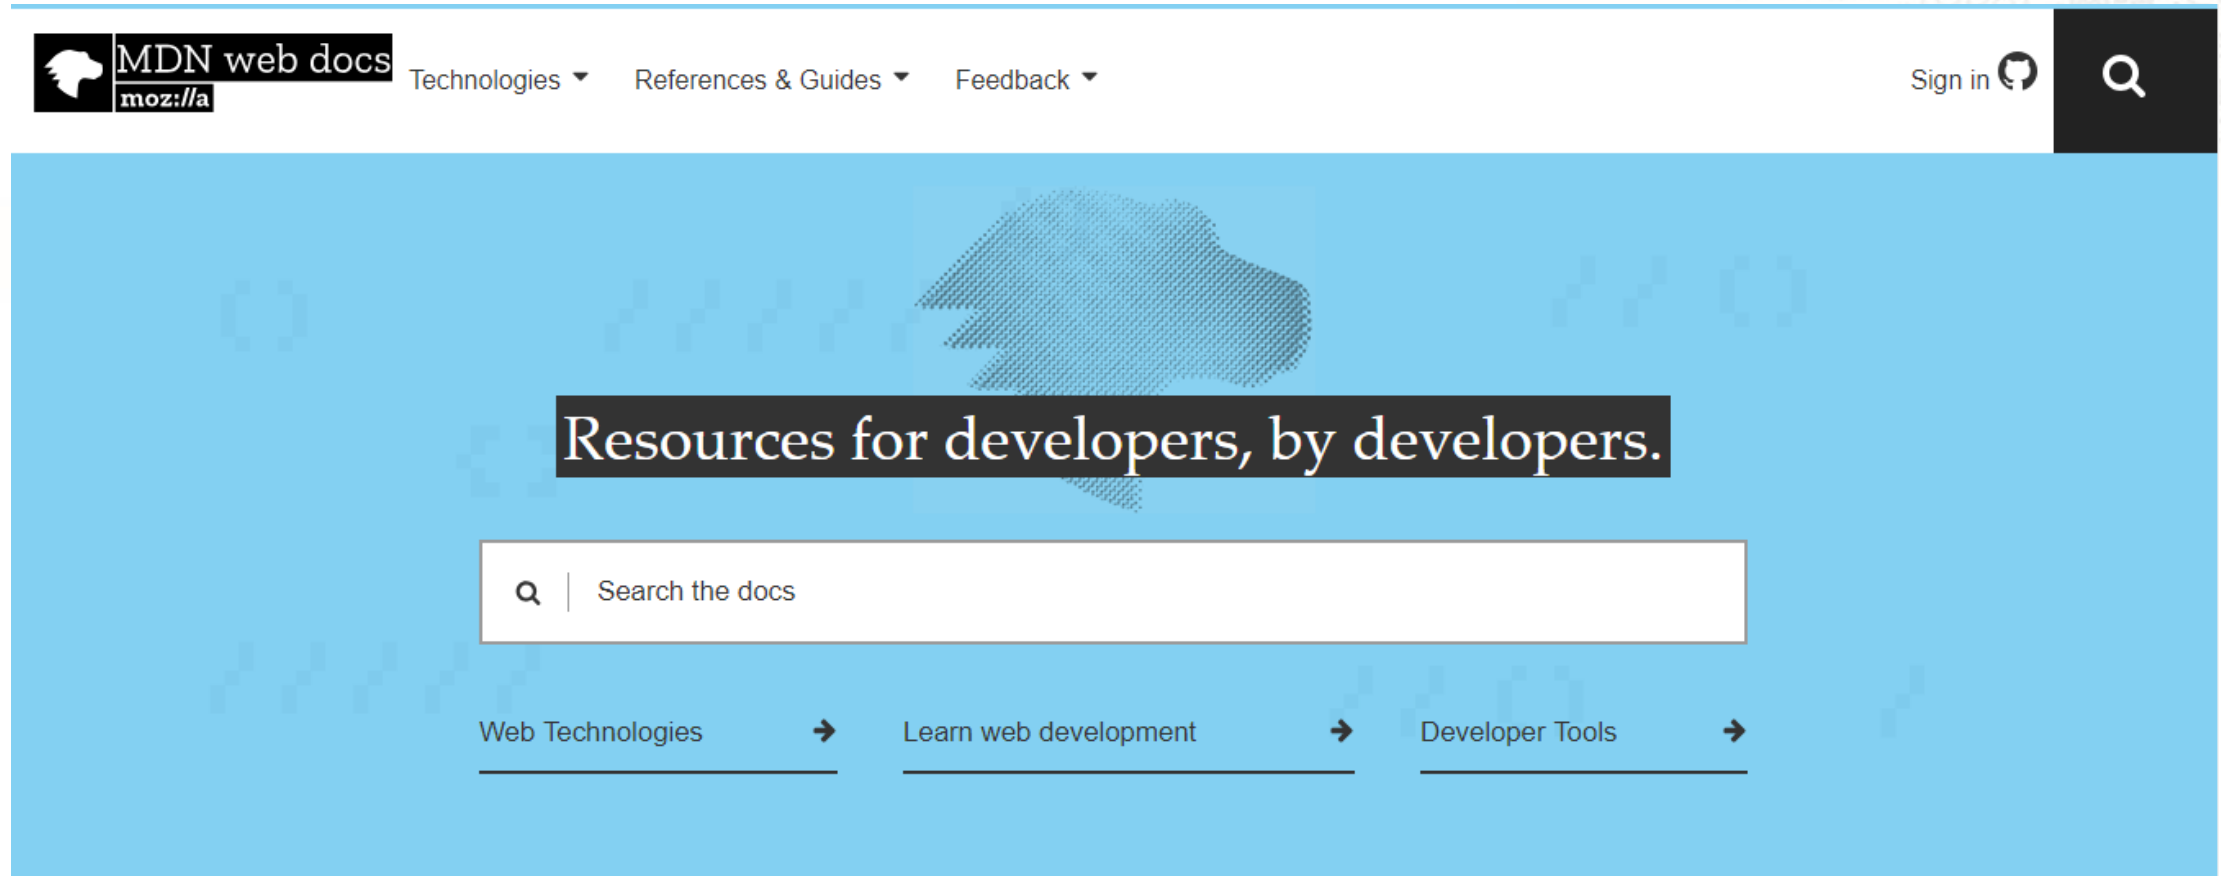 MDN web docs
moz://a
Technologies
References & Guides
Feedback
Sign in
Resources for developers, by developers.
Search the docs
Web Technologies
Learn web development
Developer Tools